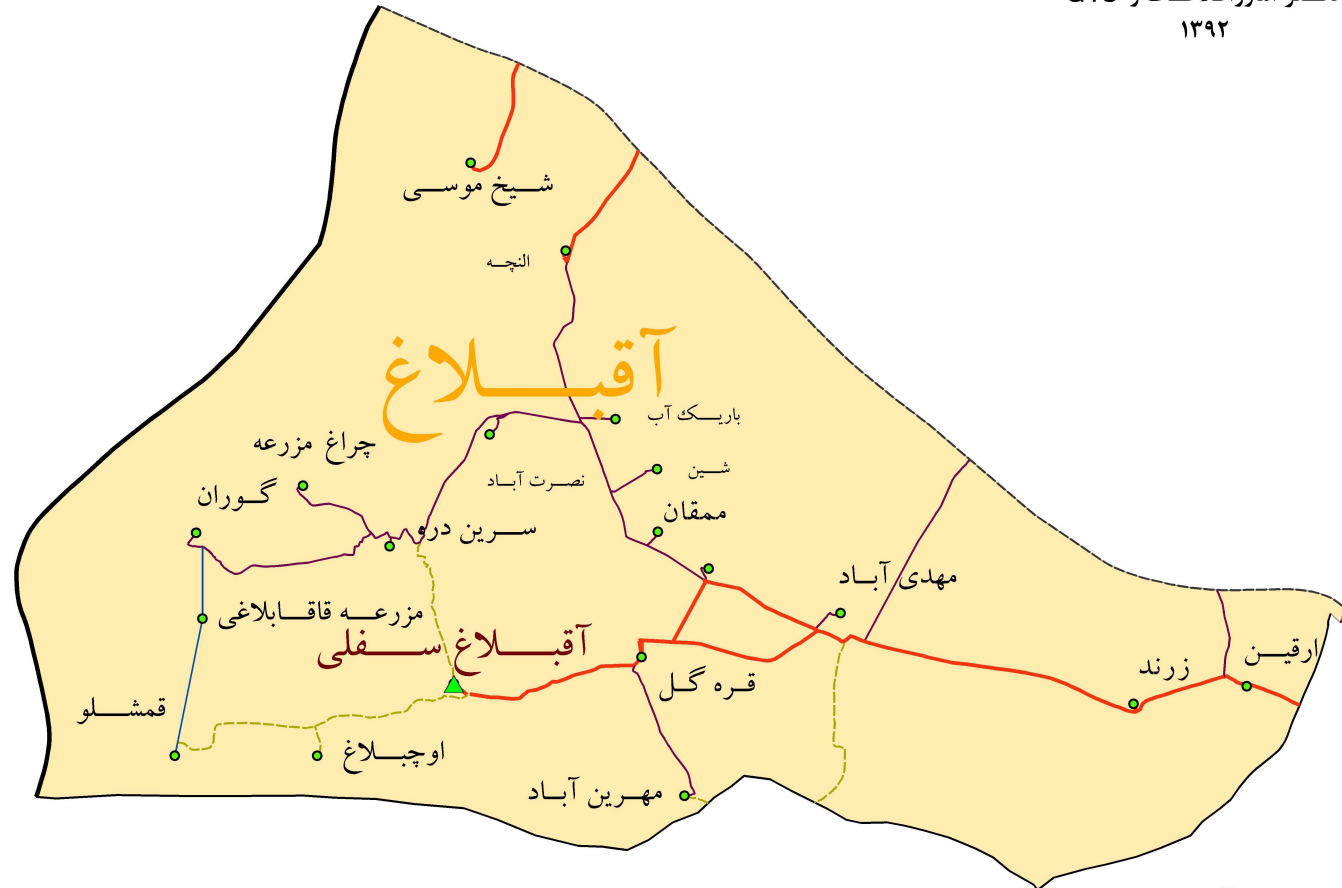 ۱۳۹۲
شیخ موسی
النچه
آقبلاغ
باریک آب
چراغ مزرعه
شین
نصرت آباد
گوران
ممقان
سرین دره
مهدی آباد
مزرعه قاقابلاغی
آقبلاغ سفلی
ارقین
زرند
قره گل
قمشلو
اوچبلاغ
مهرین آباد